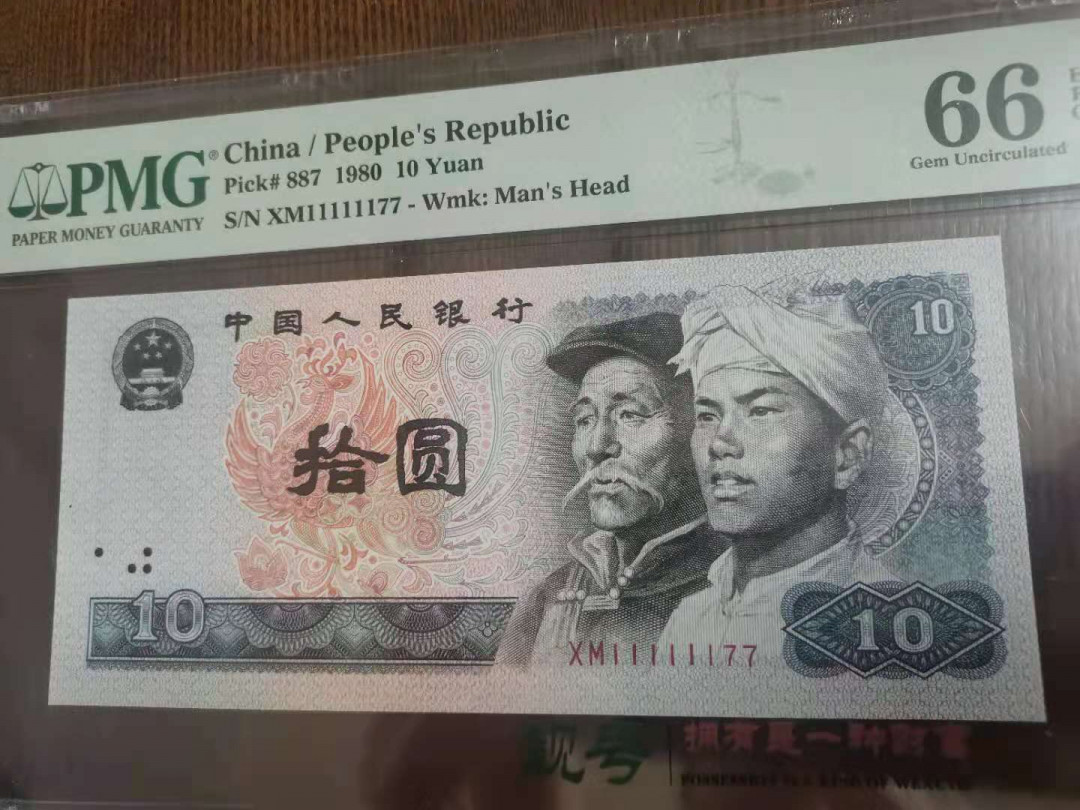 PMG®
PAPER MONEY GUARANTY
China / People's Republic
Pick# 887 1980 10 Yuan
S/N XM11111177 - Wmk: Man's Head
66
Gem Uncirculated
中国人民银行
10
拾圆
10
XM11111177
10
靓号
拥有是一种财富